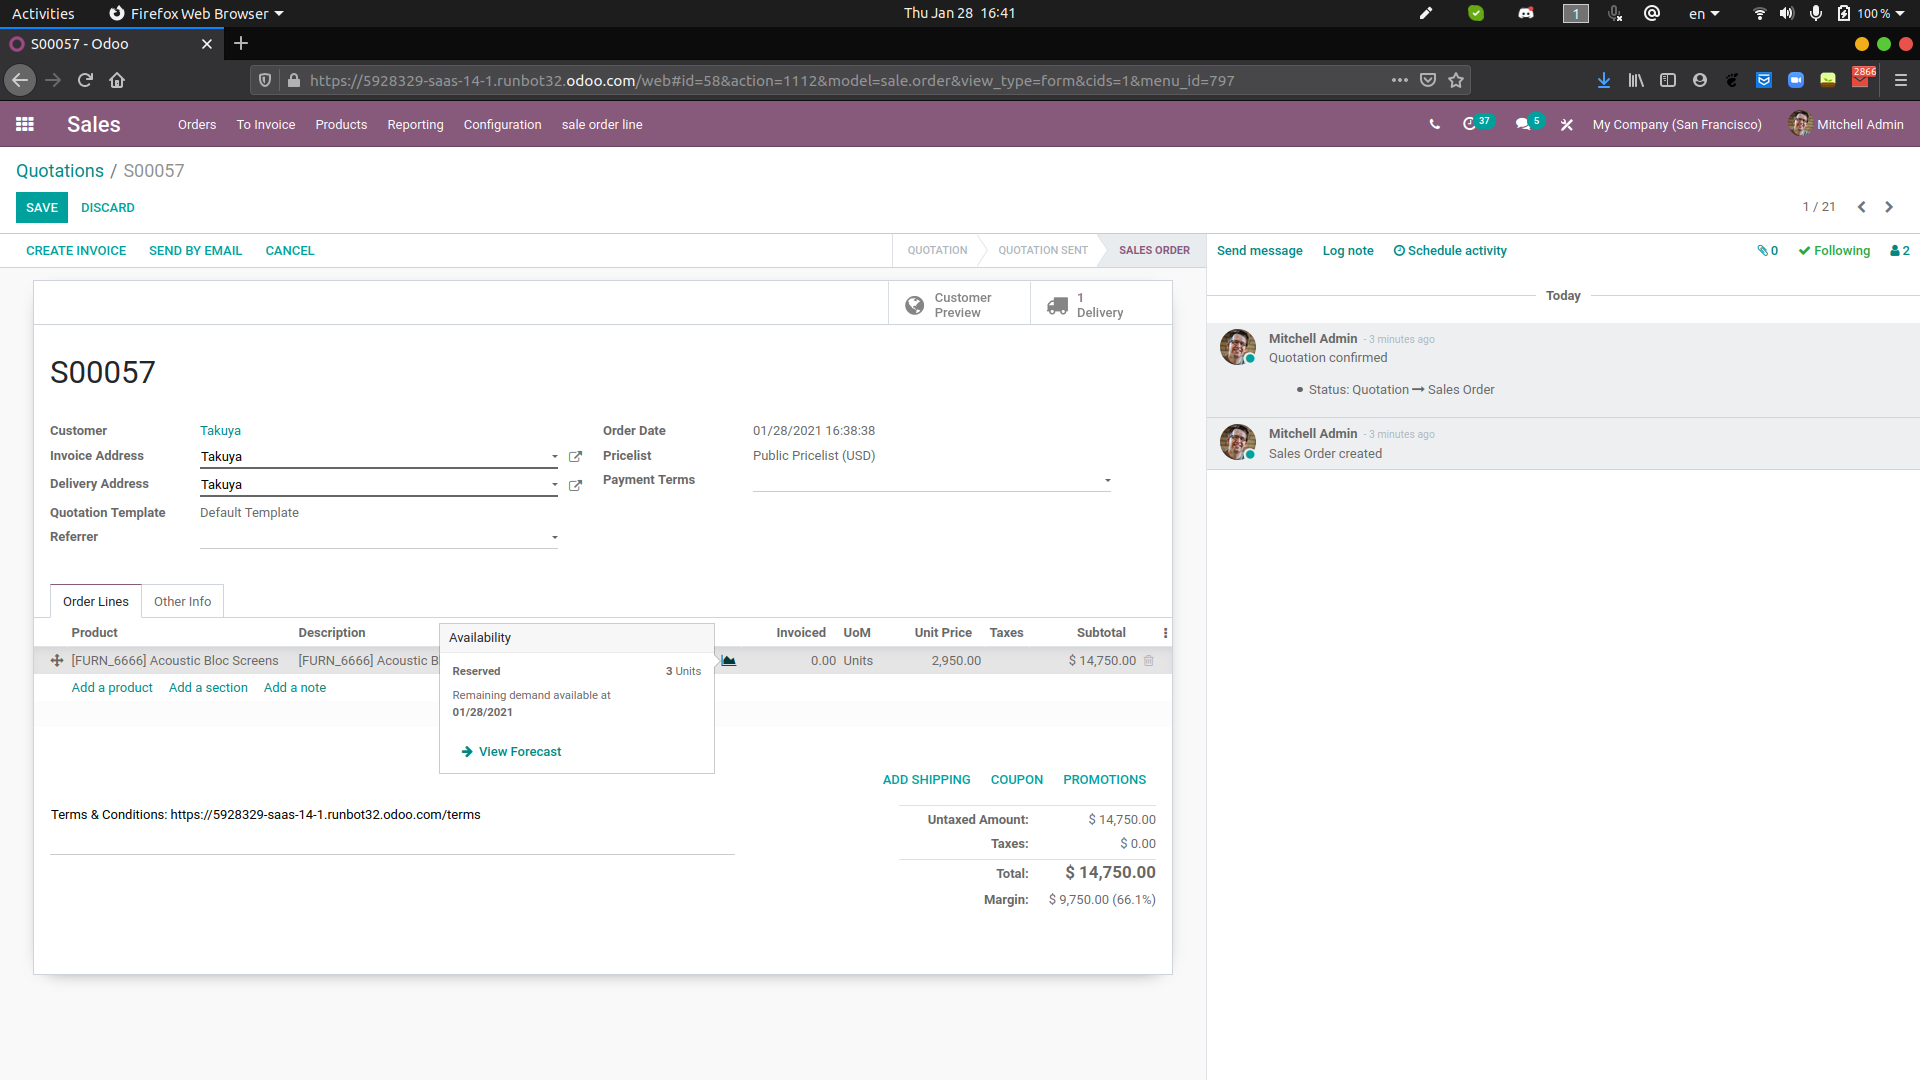 Activities Firefox Web Browser Thu Jan 28 16:41 1 en 100 %
S00057 - Odoo
https://5928329-saas-14-1.runbot32.odoo.com/web#id=58&action=1112&model=sale.order&view_type=form&cids=1&menu_id=797 2866
Sales Orders To Invoice Products Reporting Configuration sale order line 37 5 My Company (San Francisco) Mitchell Admin
Quotations / S00057
SAVE DISCARD 1 / 21
CREATE INVOICE SEND BY EMAIL CANCEL QUOTATION QUOTATION SENT SALES ORDER
Customer Preview
1 Delivery
S00057
Customer Takuya
Invoice Address Takuya
Delivery Address Takuya
Quotation Template Default Template
Referrer
Order Date 01/28/2021 16:38:38
Pricelist Public Pricelist (USD)
Payment Terms
Order Lines Other Info
Product Description Invoiced UoM Unit Price Taxes Subtotal
[FURN_6666] Acoustic Bloc Screens [FURN_6666] Acoustic B 0.00 Units 2,950.00 $ 14,750.00
Add a product Add a section Add a note
Availability
Reserved 3 Units
Remaining demand available at
01/28/2021
View Forecast
ADD SHIPPING COUPON PROMOTIONS
Terms & Conditions: https://5928329-saas-14-1.runbot32.odoo.com/terms
Untaxed Amount: $ 14,750.00
Taxes: $ 0.00
Total: $ 14,750.00
Margin: $ 9,750.00 (66.1%)
Send message Log note Schedule activity 0 Following 2
Today
Mitchell Admin - 3 minutes ago
Quotation confirmed
Status: Quotation Sales Order
Mitchell Admin - 3 minutes ago
Sales Order created